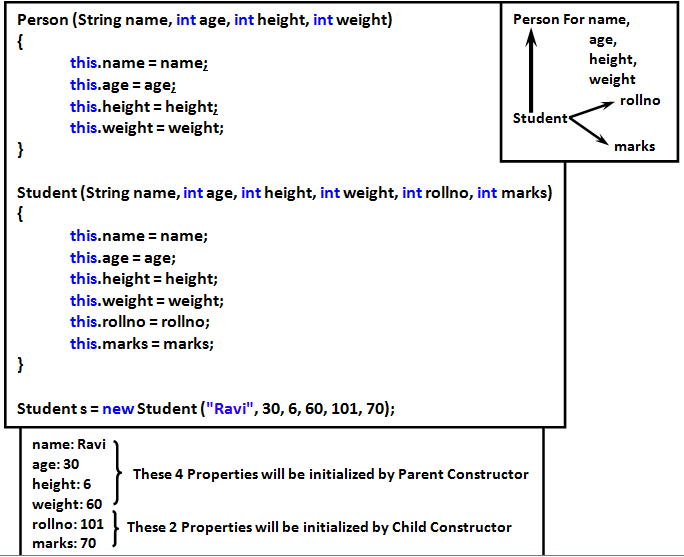 Person (String name, int age, int height, int weight)
{
this.name = name;
this.age = age;
this.height = height;
this.weight = weight;
}
Student (String name, int age, int height, int weight, int rollno, int marks)
{
this.name = name;
this.age = age;
this.height = height;
this.weight = weight;
this.rollno = rollno;
this.marks = marks;
}
Student s = new Student ("Ravi", 30, 6, 60, 101, 70);
Person For name,
age,
height,
weight
rollno
Student
marks
name: Ravi
age: 30
height: 6
weight: 60
These 4 Properties will be initialized by Parent Constructor
rollno: 101
marks: 70
These 2 Properties will be initialized by Child Constructor